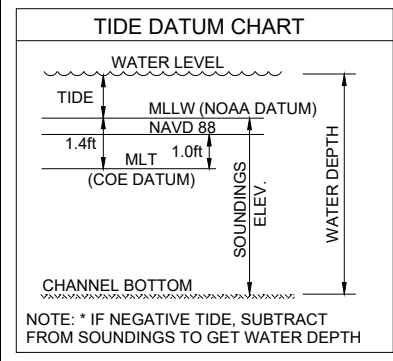 TIDE DATUM CHART
WATER LEVEL
TIDE
MLLW (NOAA DATUM)
NAVD 88
1.4ft
1.0ft
MLT
(COE DATUM)
SOUNDINGS
ELEV.
WATER DEPTH
CHANNEL BOTTOM
NOTE: * IF NEGATIVE TIDE, SUBTRACT
FROM SOUNDINGS TO GET WATER DEPTH